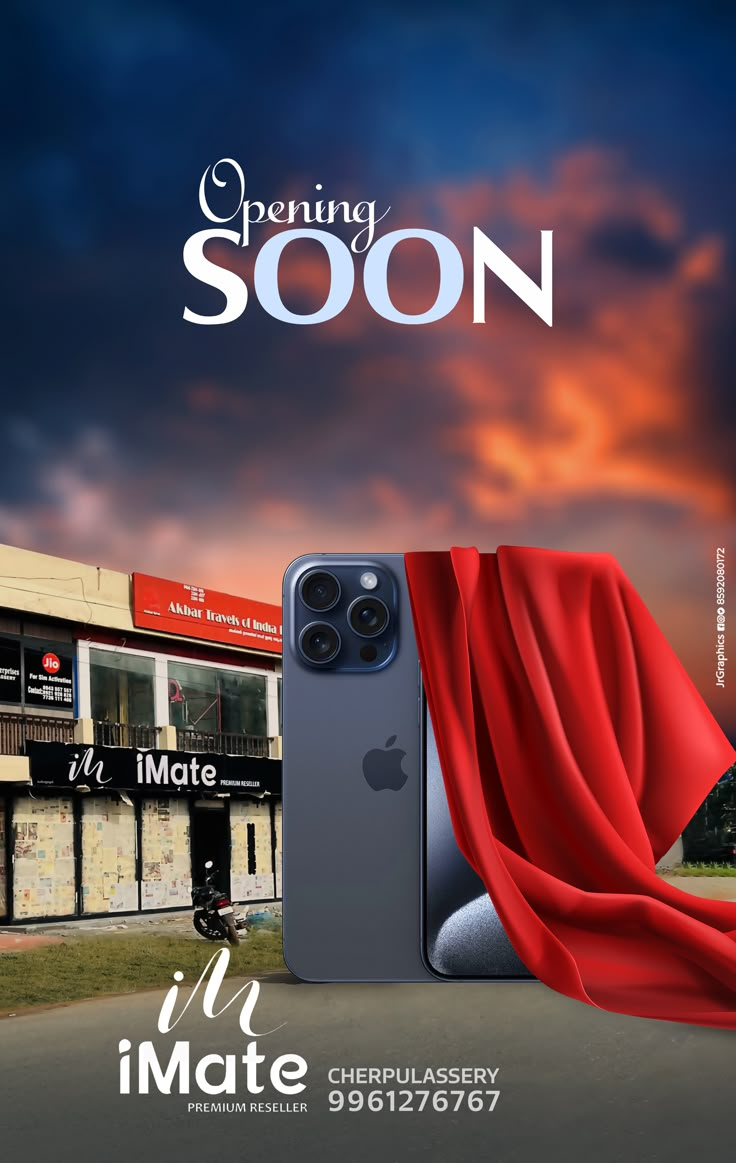 Opening
SOON
JrGraphics 8592080172
Akbar Travels of India
Jio
For Sim Activation
iM iMate PREMIUM RESELLER
iM
iMate
PREMIUM RESELLER
CHERPULASSERY
9961276767